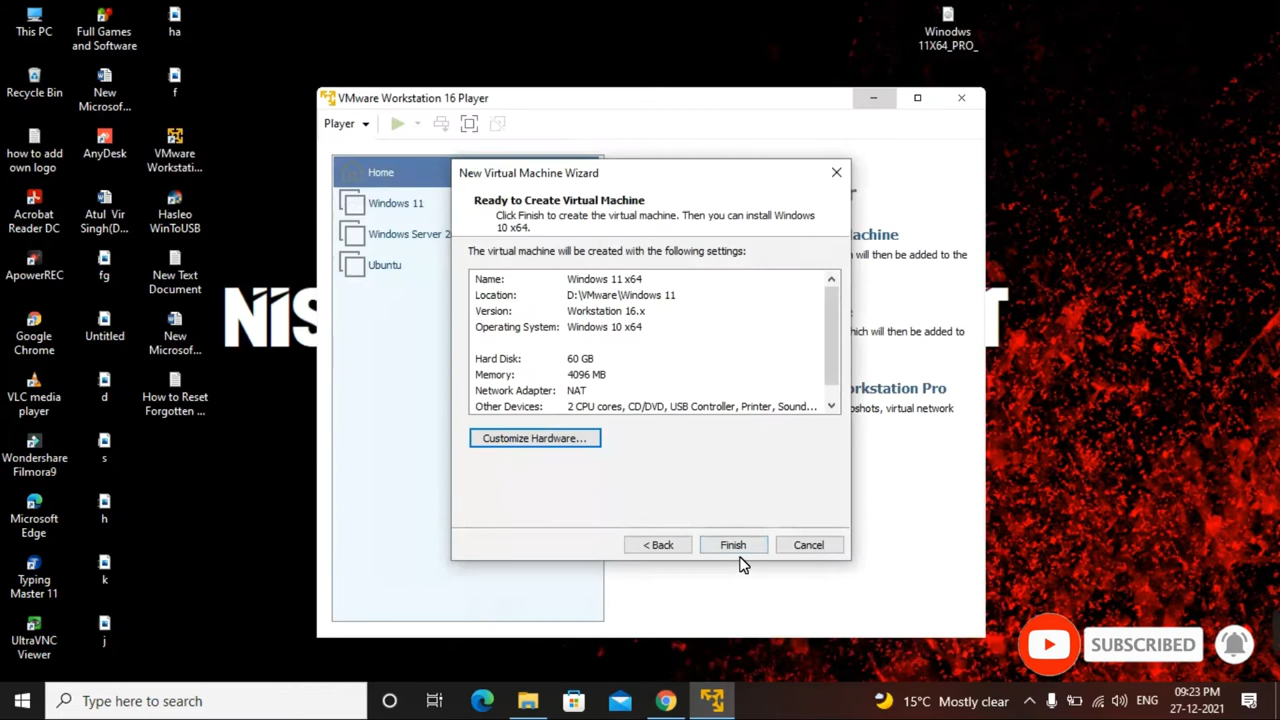 This PC
Full Games
and Software
ha
Recycle Bin
New
Microsof...
f
how to add
own logo
AnyDesk
VMware
Workstati...
Acrobat
Reader DC
Atul Vir
Singh(D...
Hasleo
WinToUSB
ApowerREC
fg
New Text
Document
Google
Chrome
Untitled
New
Microsof...
VLC media
player
d
How to Reset
Forgotten ...
Wondershare
Filmora9
s
Microsoft
Edge
h
Typing
Master 11
k
UltraVNC
Viewer
j
Winodws
11X64_PRO_
NIS
T
VMware Workstation 16 Player
Player
Home
Windows 11
Windows Server 2
Ubuntu
r
achine
h will then be added to the
e
hich will then be added to
orkstation Pro
pshots, virtual network
New Virtual Machine Wizard
Ready to Create Virtual Machine
Click Finish to create the virtual machine. Then you can install Windows
10 x64.
The virtual machine will be created with the following settings:
Name: Windows 11 x64
Location: D:\VMware\Windows 11
Version: Workstation 16.x
Operating System: Windows 10 x64
Hard Disk: 60 GB
Memory: 4096 MB
Network Adapter: NAT
Other Devices: 2 CPU cores, CD/DVD, USB Controller, Printer, Sound...
Customize Hardware...
< Back
Finish
Cancel
SUBSCRIBED
Type here to search
15°C Mostly clear
ENG
09:23 PM
27-12-2021